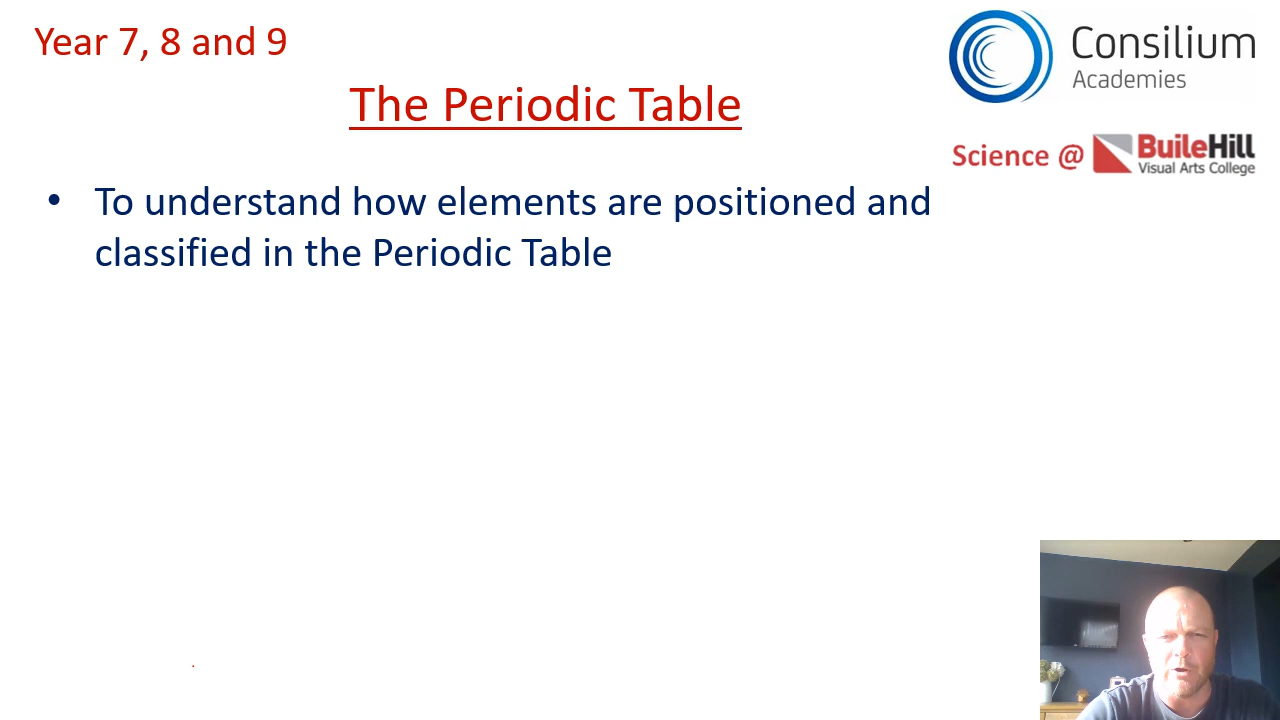 Year 7, 8 and 9
Consilium
Academies
The Periodic Table
Science @ BuileHill
Visual Arts College
• To understand how elements are positioned and
classified in the Periodic Table